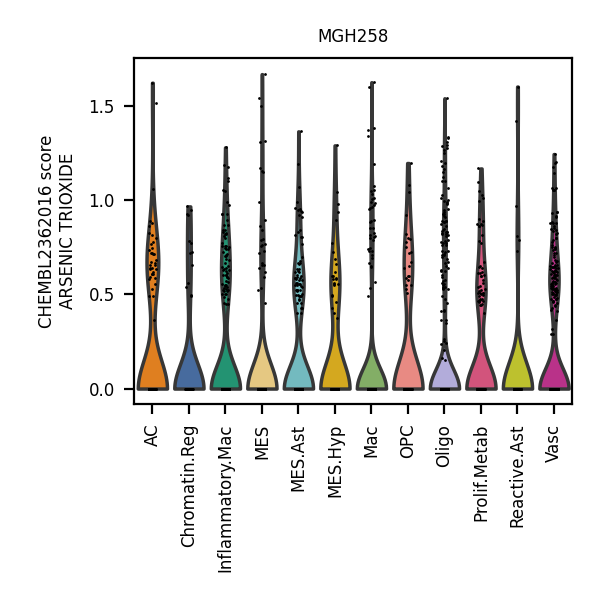 MGH258
CHEMBL2362016 score
ARSENIC TRIOXIDE
1.5
1.0
0.5
0.0
AC
Chromatin.Reg
Inflammatory.Mac
MES
MES.Ast
MES.Hyp
Mac
OPC
Oligo
Prolif.Metab
Reactive.Ast
Vasc